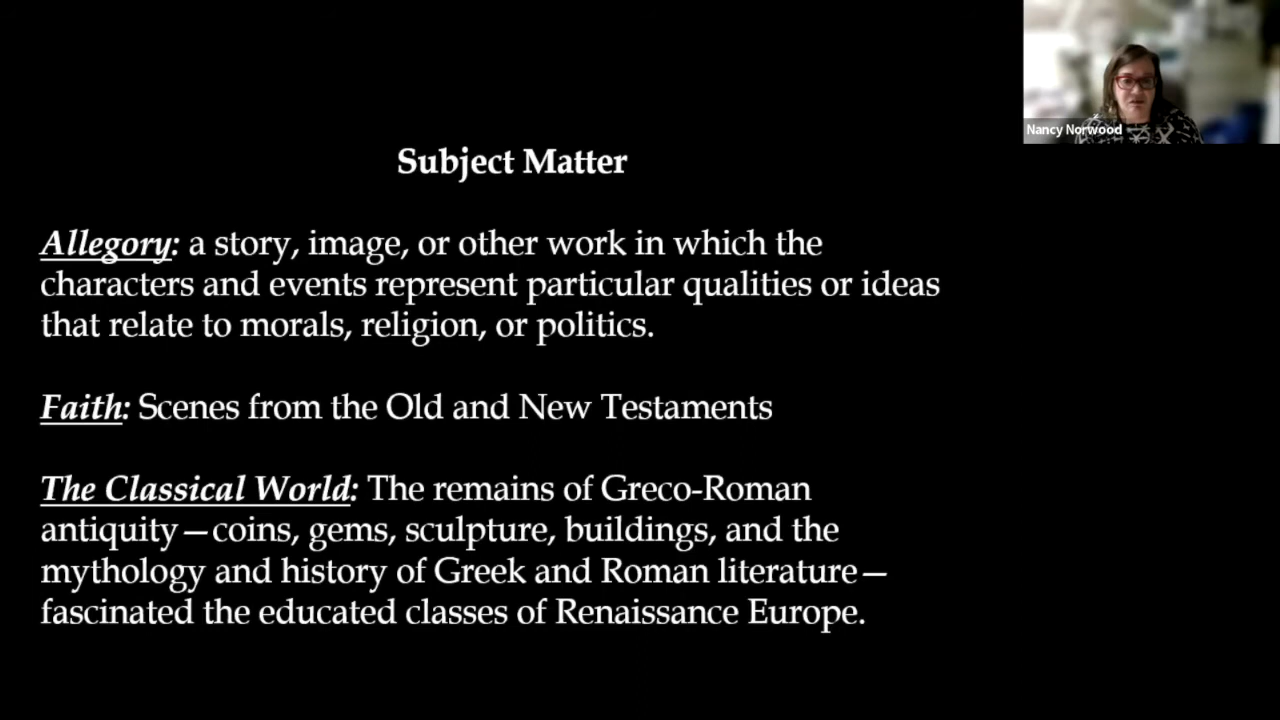 Nancy Norwood
Subject Matter
Allegory: a story, image, or other work in which the
characters and events represent particular qualities or ideas
that relate to morals, religion, or politics.
Faith: Scenes from the Old and New Testaments
The Classical World: The remains of Greco-Roman
antiquity—coins, gems, sculpture, buildings, and the
mythology and history of Greek and Roman literature—
fascinated the educated classes of Renaissance Europe.